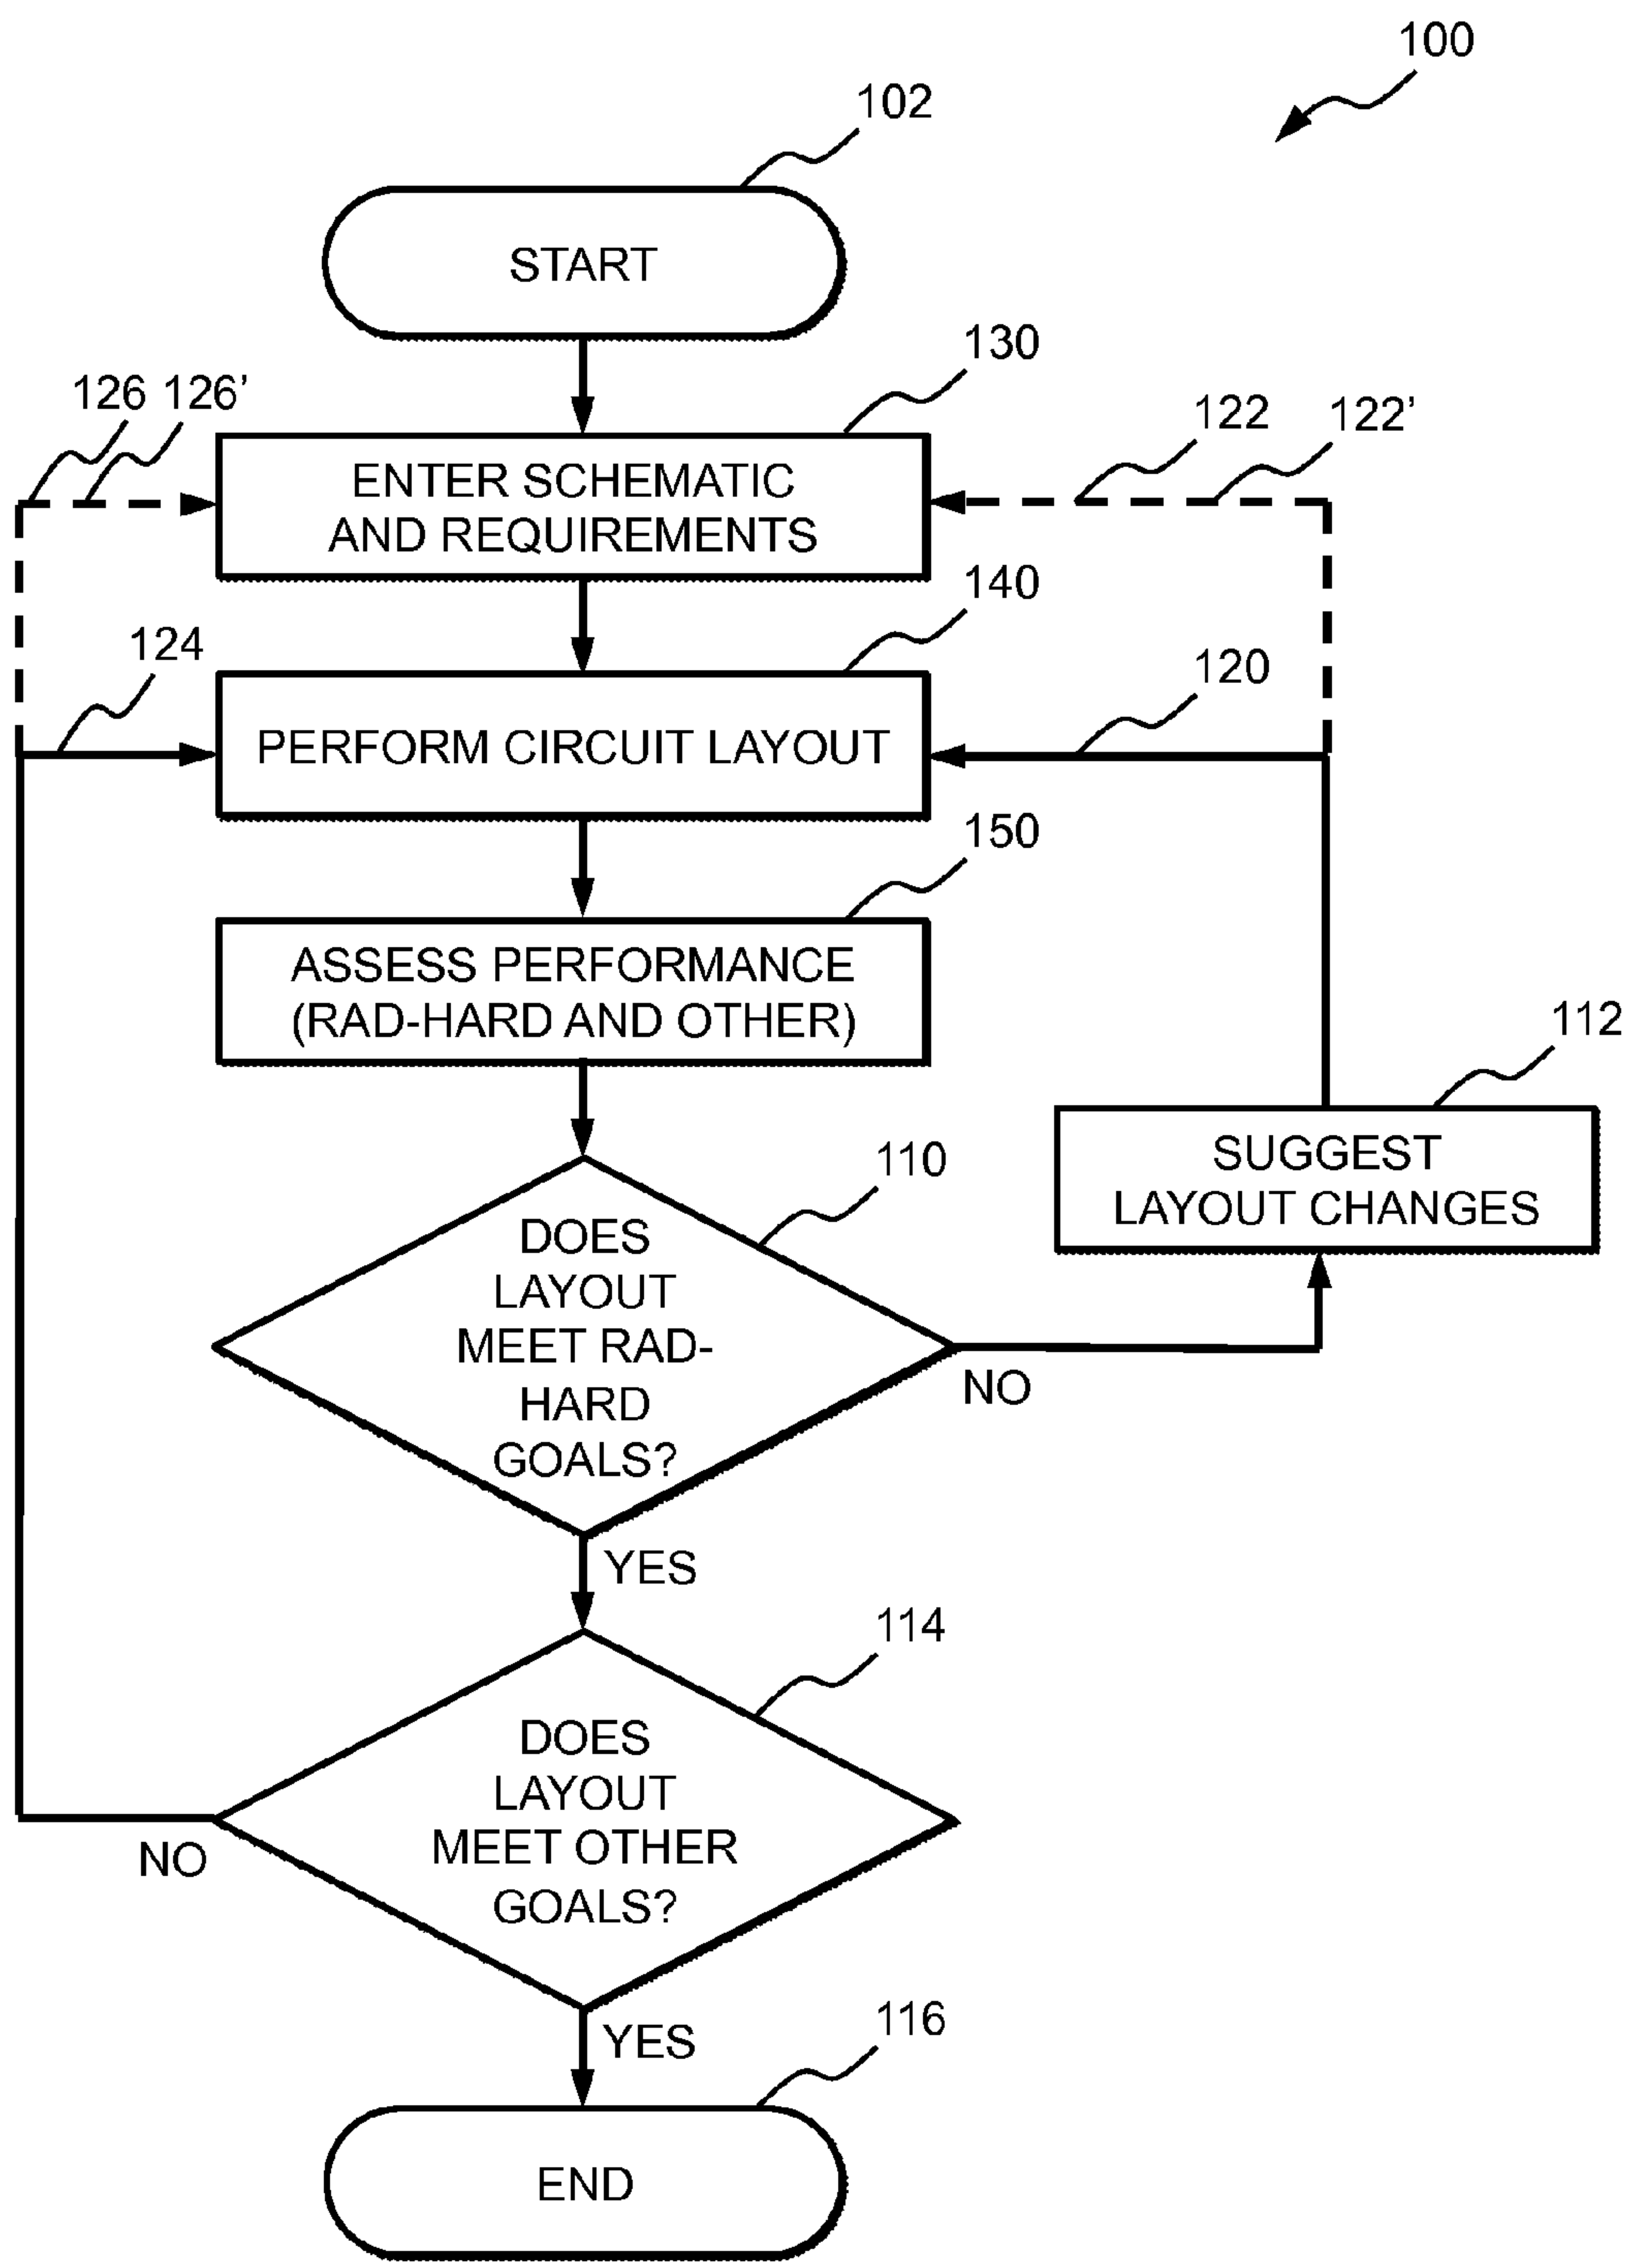 100
102
START
130
126
126’
122
122’
ENTER SCHEMATIC
AND REQUIREMENTS
140
124
120
PERFORM CIRCUIT LAYOUT
150
ASSESS PERFORMANCE
(RAD-HARD AND OTHER)
112
SUGGEST
LAYOUT CHANGES
110
DOES
LAYOUT
MEET RAD-
HARD
GOALS?
NO
YES
114
DOES
LAYOUT
MEET OTHER
GOALS?
NO
YES
116
END